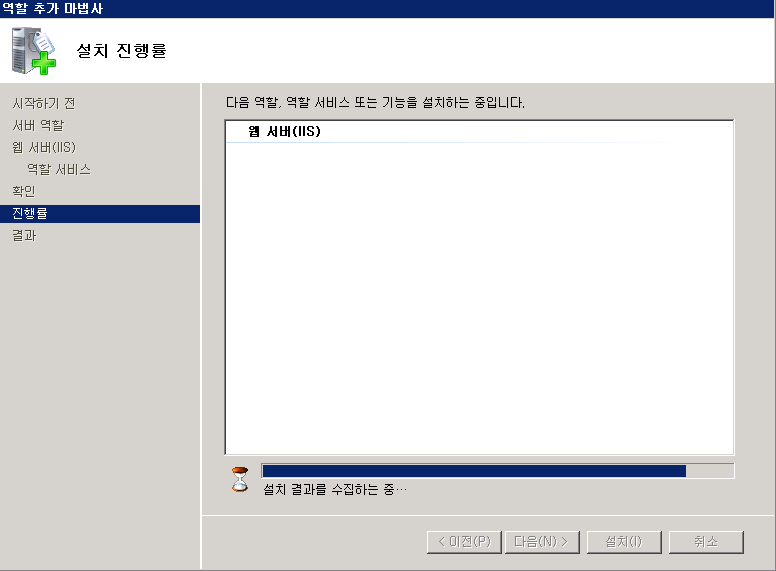 역할 추가 마법사
설치 진행률
시작하기 전
서버 역할
웹 서버(IIS)
역할 서비스
확인
진행률
결과
다음 역할, 역할 서비스 또는 기능을 설치하는 중입니다.
웹 서버(IIS)
설치 결과를 수집하는 중...
< 이전(P)
다음(N) >
설치(I)
취소